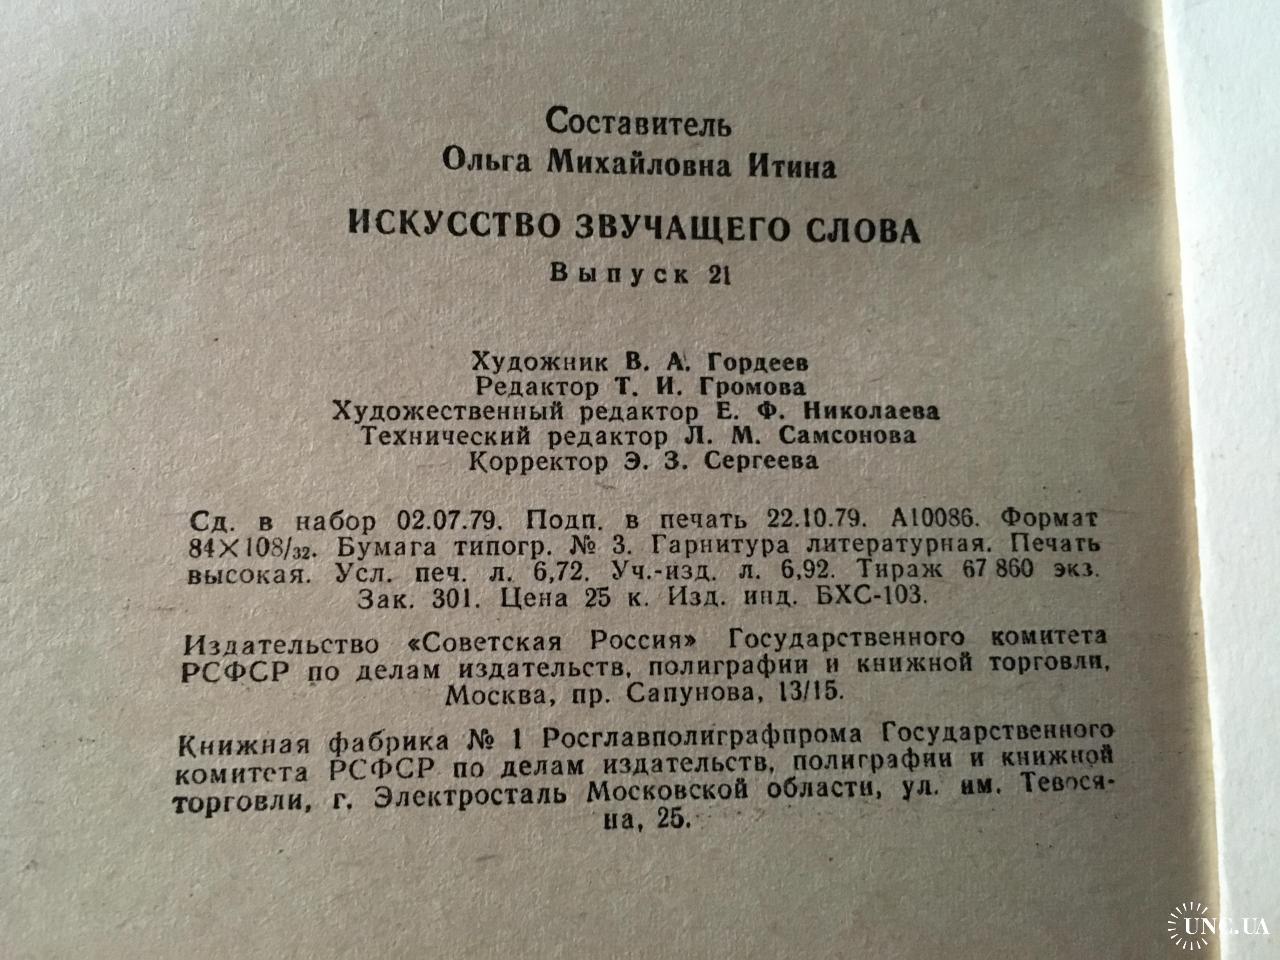 Составитель
Ольга Михайловна Итина
ИСКУССТВО ЗВУЧАЩЕГО СЛОВА
Выпуск 21
Художник В. А. Гордеев
Редактор Т. И. Громова
Художественный редактор Е. Ф. Николаева
Технический редактор Л. М. Самсонова
Корректор Э. З. Сергеева
Сд. в набор 02.07.79. Подп. в печать 22.10.79. А10086. Формат
84×108/32. Бумага типогр. № 3. Гарнитура литературная. Печать
высокая. Усл. печ. л. 6,72. Уч.-изд. л. 6,92. Тираж 67 860 экз.
Зак. 301. Цена 25 к. Изд. инд. БХС-103.
Издательство «Советская Россия» Государственного комитета
РСФСР по делам издательств, полиграфии и книжной торговли,
Москва, пр. Сапунова, 13/15.
Книжная фабрика № 1 Росглавполиграфпрома Государственного
комитета РСФСР по делам издательств, полиграфии и книжной
торговли, г. Электросталь Московской области, ул. им. Тевося-
на, 25.
UNC.UA